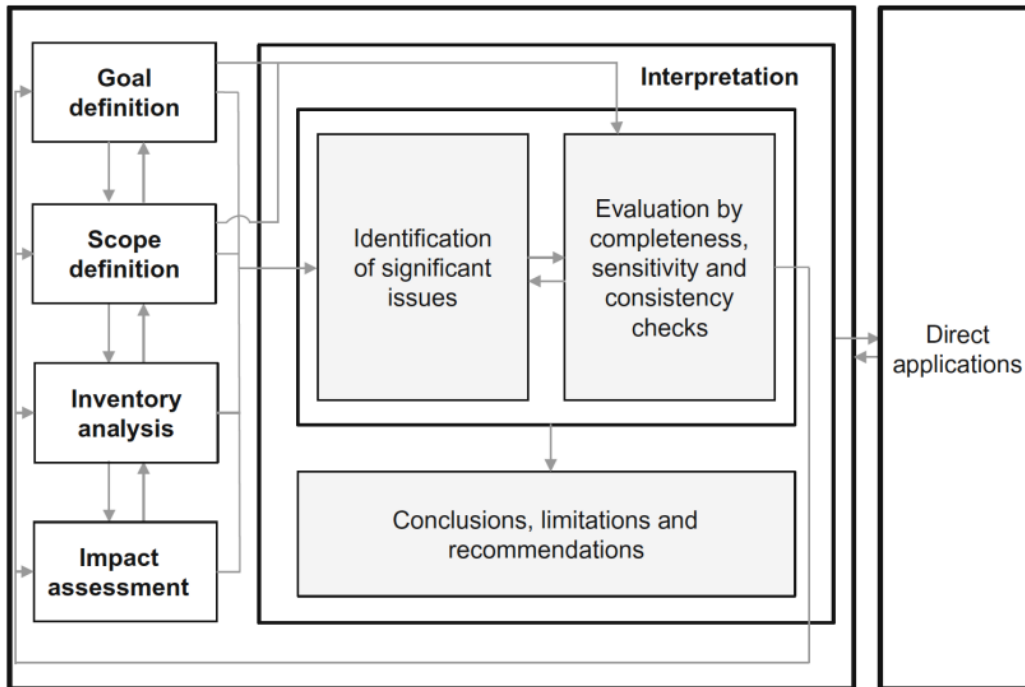 Goal
definition
Scope
definition
Inventory
analysis
Impact
assessment
Interpretation
Identification
of significant
issues
Evaluation by
completeness,
sensitivity and
consistency
checks
Conclusions, limitations and
recommendations
Direct
applications